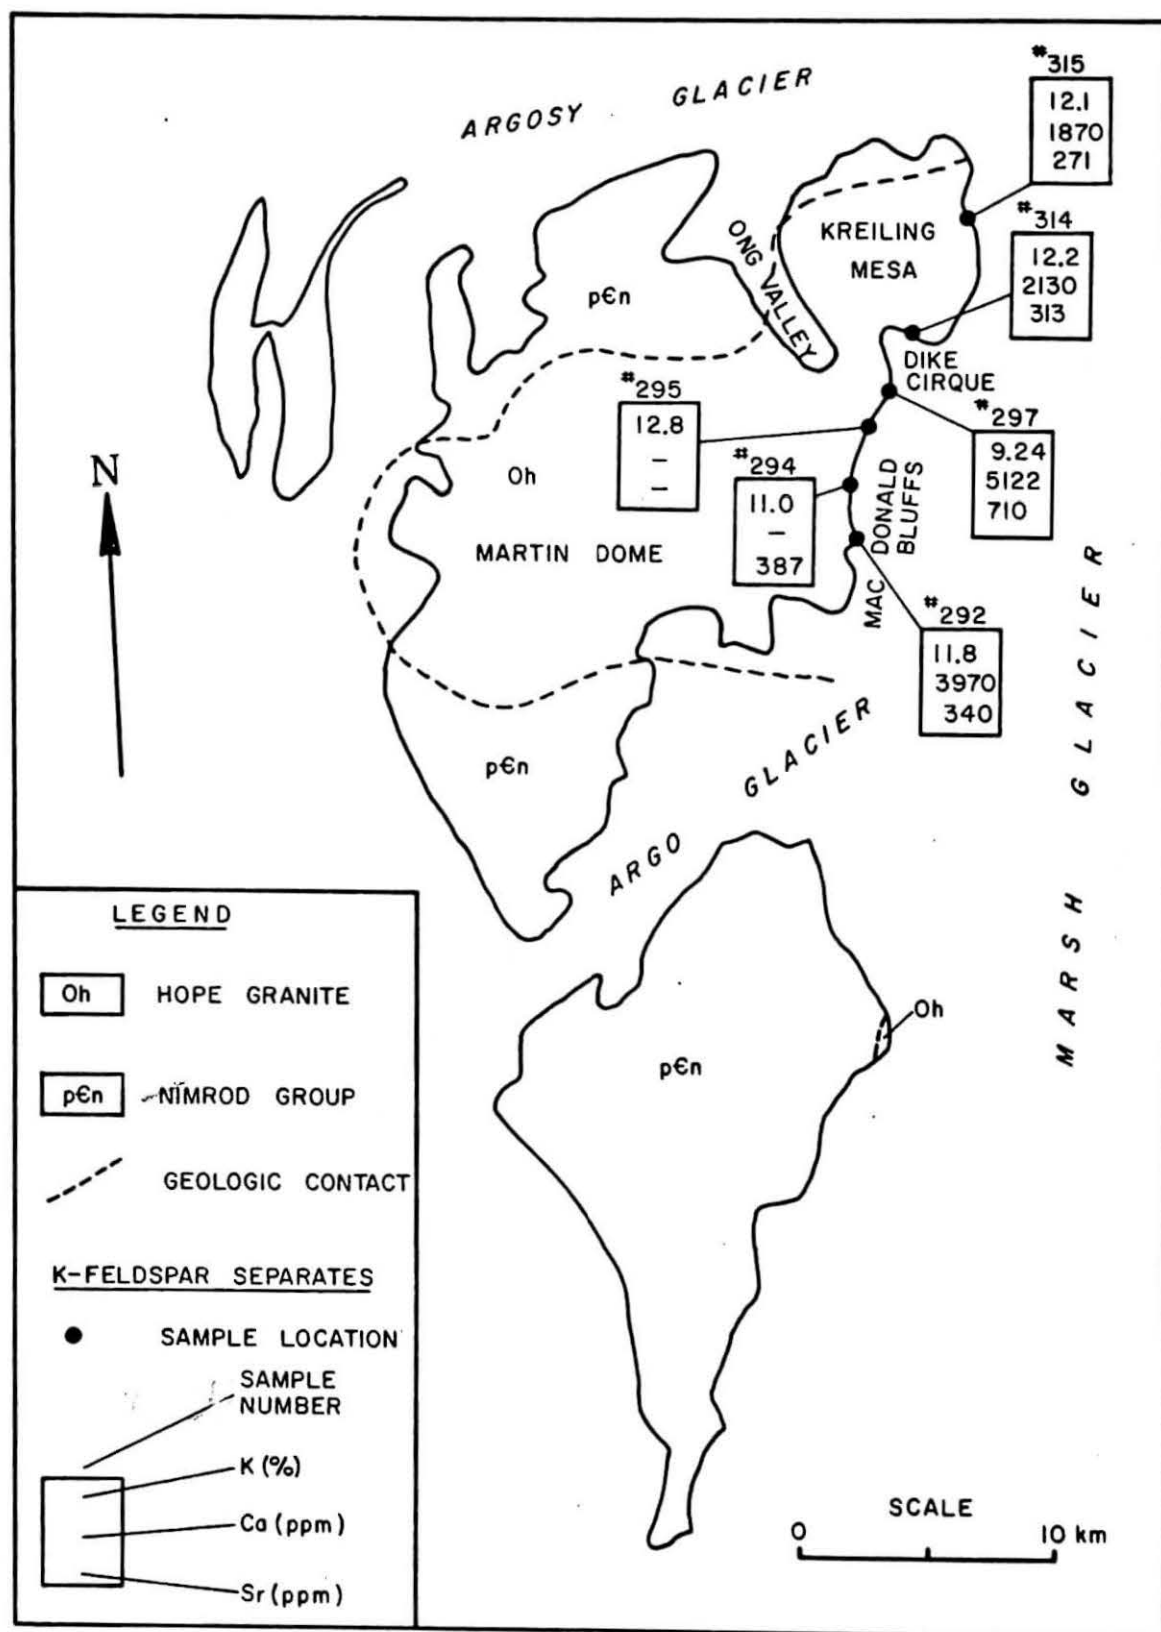 ARGOSY GLACIER
#315
12.1
1870
271
#314
12.2
2130
313
KREILING
MESA
ONG VALLEY
p€n
DIKE
CIRQUE
#295
12.8
–
–
#297
9.24
5122
710
#294
11.0
–
387
Oh
N
MARTIN DOME
MAC DONALD
BLUFFS
#292
11.8
3970
340
p€n
ARGO GLACIER
MARSH GLACIER
Oh
p€n
LEGEND
Oh HOPE GRANITE
p€n NIMROD GROUP
GEOLOGIC CONTACT
K-FELDSPAR SEPARATES
SAMPLE LOCATION
SAMPLE
NUMBER
K (%)
Ca (ppm)
Sr (ppm)
SCALE
0 10 km